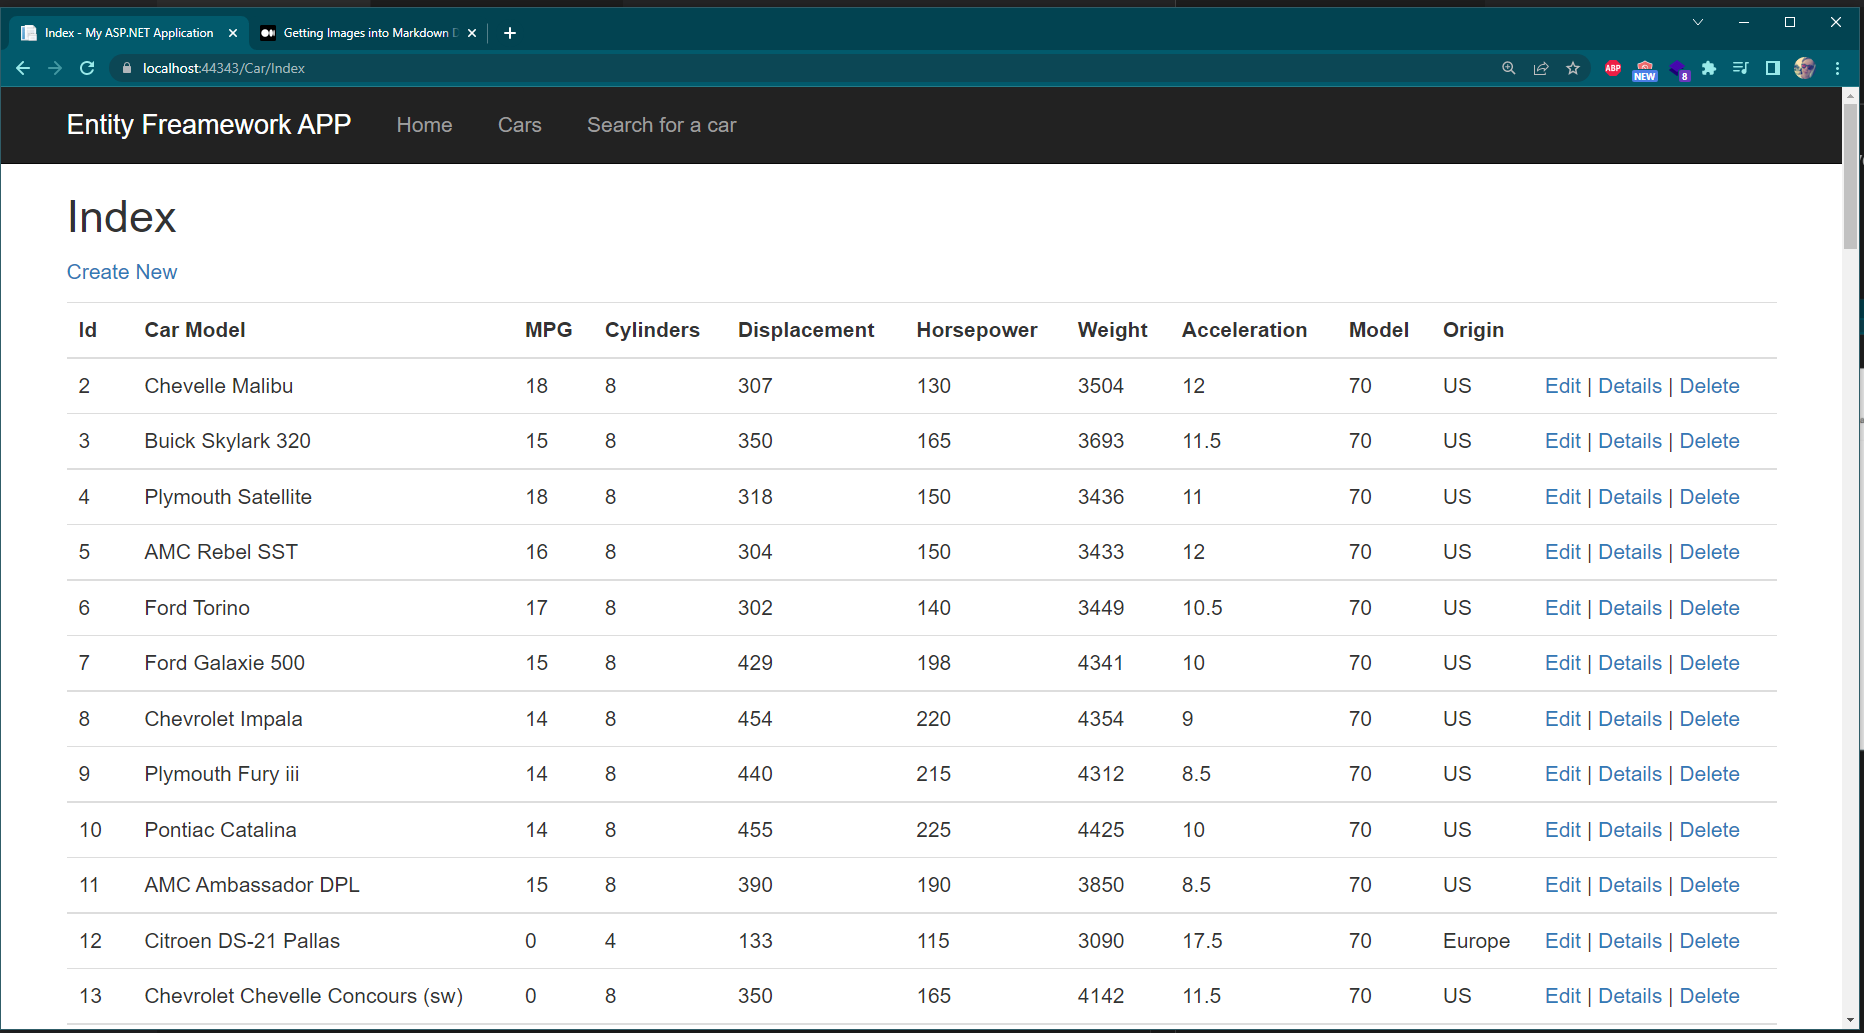 Index - My ASP.NET Application Getting Images into Markdown
localhost:44343/Car/Index ABP NEW 8
Entity Freamework APP Home Cars Search for a car
Index
Create New
Id Car Model MPG Cylinders Displacement Horsepower Weight Acceleration Model Origin
2 Chevelle Malibu 18 8 307 130 3504 12 70 US Edit | Details | Delete
3 Buick Skylark 320 15 8 350 165 3693 11.5 70 US Edit | Details | Delete
4 Plymouth Satellite 18 8 318 150 3436 11 70 US Edit | Details | Delete
5 AMC Rebel SST 16 8 304 150 3433 12 70 US Edit | Details | Delete
6 Ford Torino 17 8 302 140 3449 10.5 70 US Edit | Details | Delete
7 Ford Galaxie 500 15 8 429 198 4341 10 70 US Edit | Details | Delete
8 Chevrolet Impala 14 8 454 220 4354 9 70 US Edit | Details | Delete
9 Plymouth Fury iii 14 8 440 215 4312 8.5 70 US Edit | Details | Delete
10 Pontiac Catalina 14 8 455 225 4425 10 70 US Edit | Details | Delete
11 AMC Ambassador DPL 15 8 390 190 3850 8.5 70 US Edit | Details | Delete
12 Citroen DS-21 Pallas 0 4 133 115 3090 17.5 70 Europe Edit | Details | Delete
13 Chevrolet Chevelle Concours (sw) 0 8 350 165 4142 11.5 70 US Edit | Details | Delete